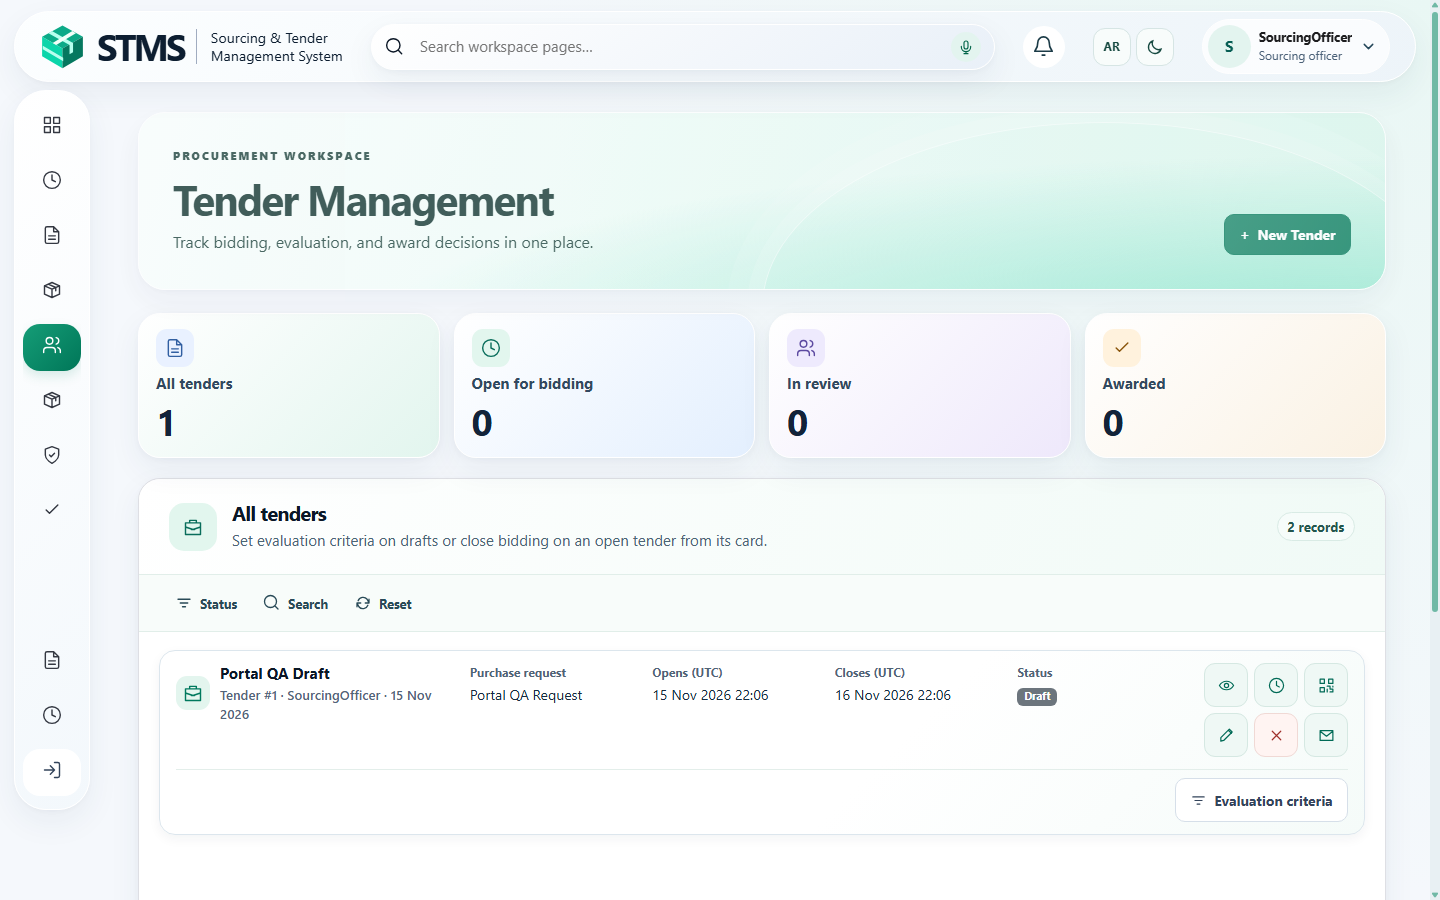 STMS
Sourcing & Tender
Management System
Search workspace pages...
AR
S
SourcingOfficer
Sourcing officer
PROCUREMENT WORKSPACE
Tender Management
Track bidding, evaluation, and award decisions in one place.
+ New Tender
All tenders
1
Open for bidding
0
In review
0
Awarded
0
All tenders
Set evaluation criteria on drafts or close bidding on an open tender from its card.
2 records
Status
Search
Reset
Portal QA Draft
Tender #1 · SourcingOfficer · 15 Nov
2026
Purchase request
Portal QA Request
Opens (UTC)
15 Nov 2026 22:06
Closes (UTC)
16 Nov 2026 22:06
Status
Draft
Evaluation criteria